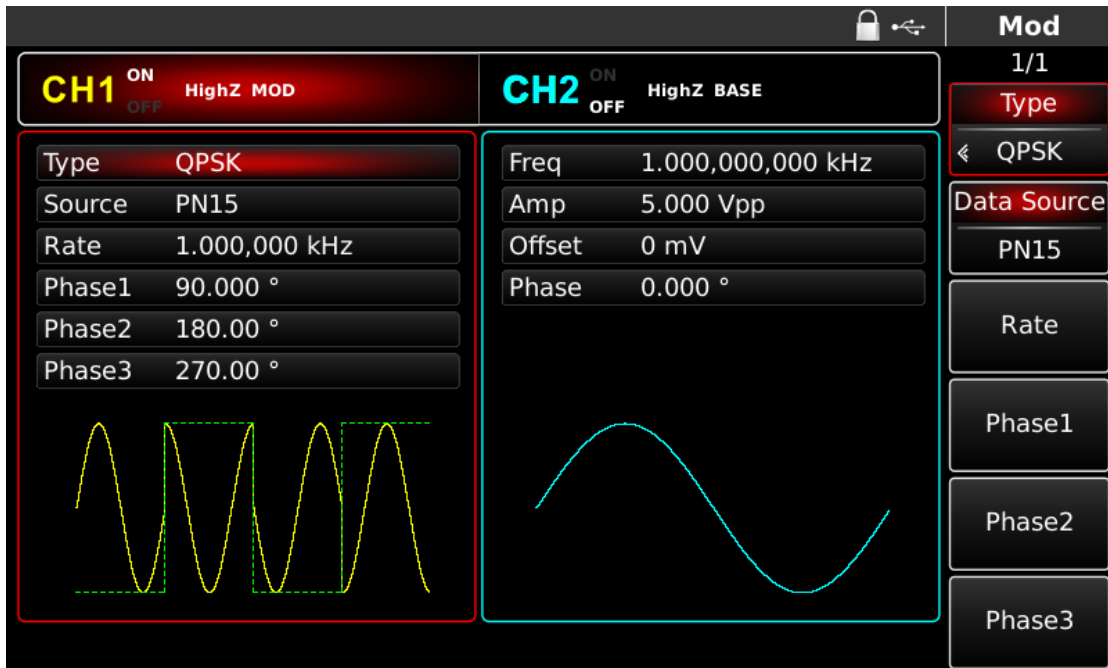 Mod
1/1
CH1 ON OFF HighZ MOD
CH2 ON OFF HighZ BASE
Type QPSK
Source PN15
Rate 1.000,000 kHz
Phase1 90.000 °
Phase2 180.00 °
Phase3 270.00 °
Freq 1.000,000,000 kHz
Amp 5.000 Vpp
Offset 0 mV
Phase 0.000 °
Type
QPSK
Data Source
PN15
Rate
Phase1
Phase2
Phase3